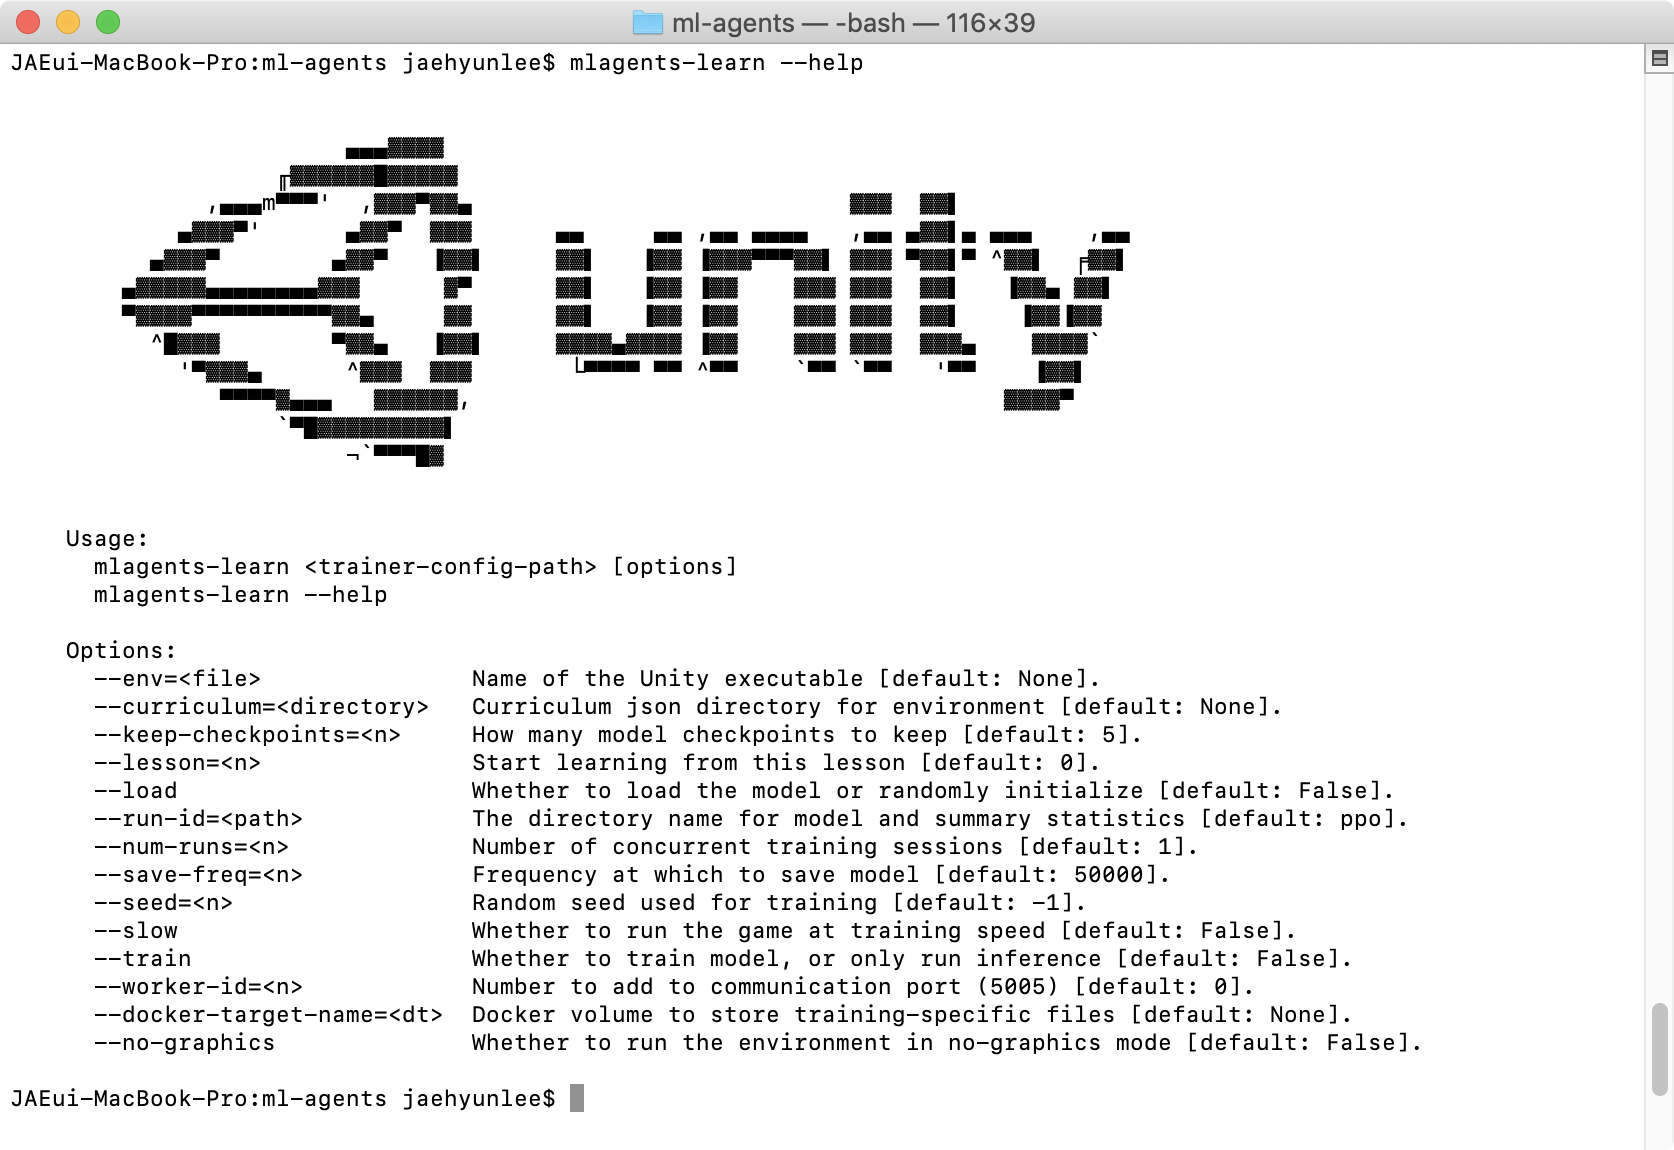 ml-agents — -bash — 116×39
JAEui-MacBook-Pro:ml-agents jaehyunlee$ mlagents-learn --help
unity
Usage:
mlagents-learn <trainer-config-path> [options]
mlagents-learn --help
Options:
--env=<file> Name of the Unity executable [default: None].
--curriculum=<directory> Curriculum json directory for environment [default: None].
--keep-checkpoints=<n> How many model checkpoints to keep [default: 5].
--lesson=<n> Start learning from this lesson [default: 0].
--load Whether to load the model or randomly initialize [default: False].
--run-id=<path> The directory name for model and summary statistics [default: ppo].
--num-runs=<n> Number of concurrent training sessions [default: 1].
--save-freq=<n> Frequency at which to save model [default: 50000].
--seed=<n> Random seed used for training [default: -1].
--slow Whether to run the game at training speed [default: False].
--train Whether to train model, or only run inference [default: False].
--worker-id=<n> Number to add to communication port (5005) [default: 0].
--docker-target-name=<dt> Docker volume to store training-specific files [default: None].
--no-graphics Whether to run the environment in no-graphics mode [default: False].
JAEui-MacBook-Pro:ml-agents jaehyunlee$